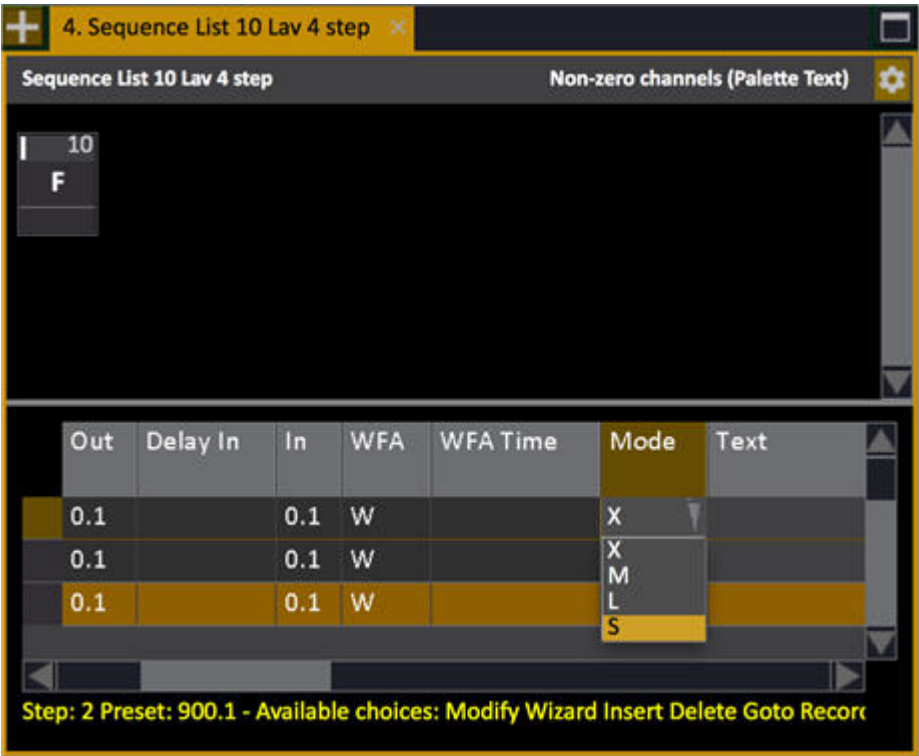 4. Sequence List 10 Lav 4 step
Sequence List 10 Lav 4 step Non-zero channels (Palette Text)
10
F
Out Delay In In WFA WFA Time Mode Text
0.1 0.1 W X
0.1 0.1 W X
M
0.1 0.1 W L
S
Step: 2 Preset: 900.1 - Available choices: Modify Wizard Insert Delete Goto Record